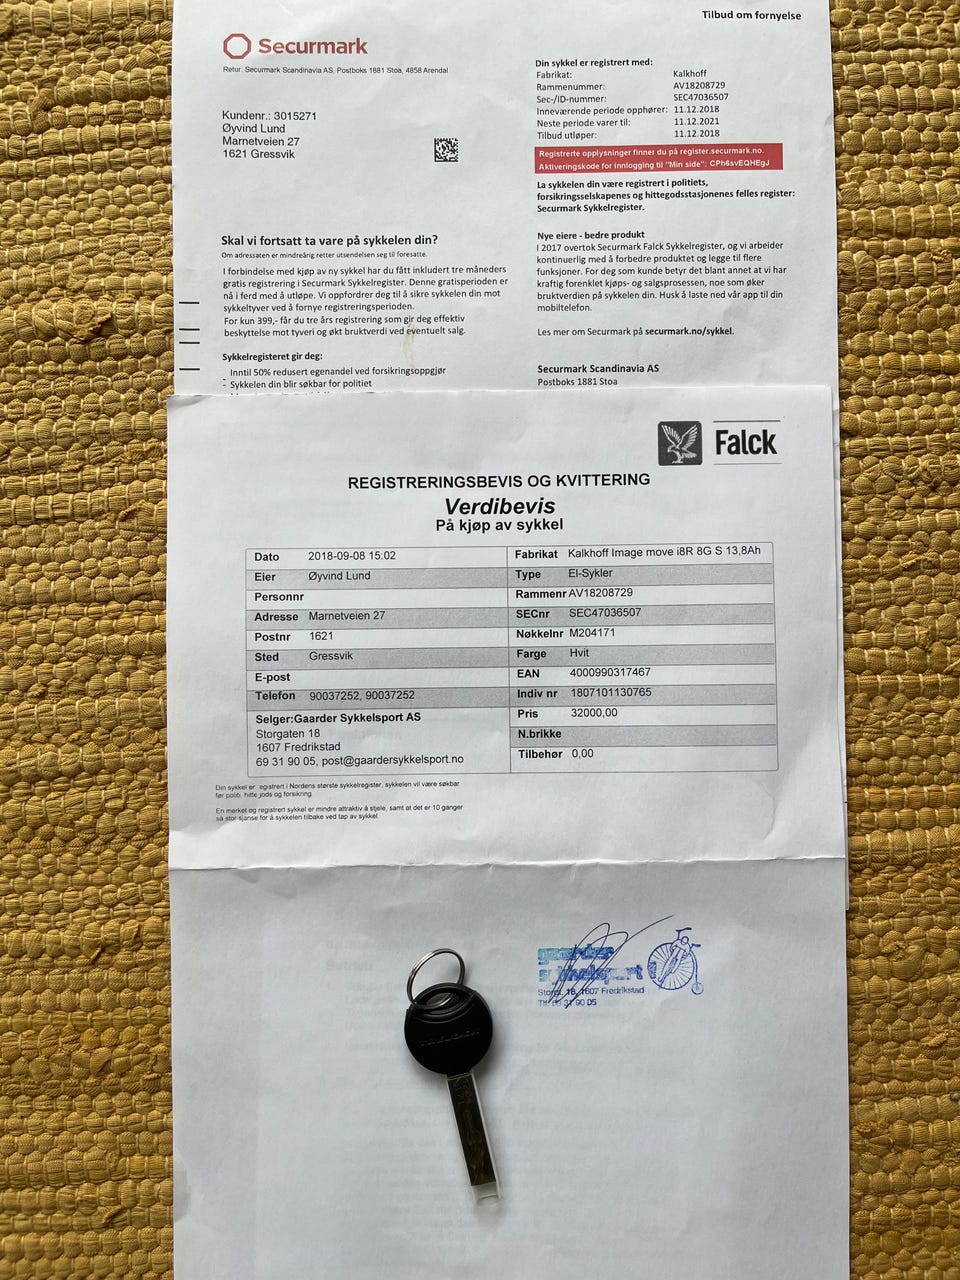 Tilbud om fornyelse
Securmark
Retur: Securmark Scandinavia AS, Postboks 1881 Stoa, 4858 Arendal
Kundenr.: 3015271
Øyvind Lund
Marnetveien 27
1621 Gressvik
Din sykkel er registrert med:
Fabrikat: Kalkhoff
Rammenummer: AV18208729
Sec-/ID-nummer: SEC47036507
Inneværende periode opphører: 11.12.2018
Neste periode varer til: 11.12.2021
Tilbud utløper: 11.12.2018
Registrerte opplysninger finner du på register.securmark.no.
Aktiveringskode for innlogging til "Min side": CPh6svEQHEgJ
La sykkelen din være registrert i politiets,
forsikringsselskapenes og hittegodsstasjonenes felles register:
Securmark Sykkelregister.
Skal vi fortsatt ta vare på sykkelen din?
Om adressaten er mindreårig retter utsendelsen seg til foresatte.
I forbindelse med kjøp av ny sykkel har du fått inkludert tre måneders
gratis registrering i Securmark Sykkelregister. Denne gratisperioden er
nå i ferd med å utløpe. Vi oppfordrer deg til å sikre sykkelen din mot
sykkeltyver ved å fornye registreringsperioden.
For kun 399,- får du tre års registrering som gir deg effektiv
beskyttelse mot tyveri og økt bruktverdi ved eventuelt salg.
Sykkelregisteret gir deg:
Inntil 50% redusert egenandel ved forsikringsoppgjør
- Sykkelen din blir søkbar for politiet
Nye eiere - bedre produkt
I 2017 overtok Securmark Falck Sykkelregister, og vi arbeider
kontinuerlig med å forbedre produktet og legge til flere
funksjoner. For deg som kunde betyr det blant annet at vi har
kraftig forenklet kjøps- og salgsprosessen, noe som øker
bruktverdien på sykkelen din. Husk å laste ned vår app til din
mobiltelefon.
Les mer om Securmark på securmark.no/sykkel.
Securmark Scandinavia AS
Postboks 1881 Stoa
Falck
REGISTRERINGSBEVIS OG KVITTERING
Verdibevis
På kjøp av sykkel
Dato 2018-09-08 15:02
Eier Øyvind Lund
Personnr
Adresse Marnetveien 27
Postnr 1621
Sted Gressvik
E-post
Telefon 90037252, 90037252
Selger:Gaarder Sykkelsport AS
Storgaten 18
1607 Fredrikstad
69 31 90 05, post@gaardersykkelsport.no
Fabrikat Kalkhoff Image move i8R 8G S 13,8Ah
Type El-Sykler
Rammenr AV18208729
SECnr SEC47036507
Nøkkelnr M204171
Farge Hvit
EAN 4000990317467
Indiv nr 1807101130765
Pris 32000,00
N.brikke
Tilbehør 0,00
Din sykkel er egistrert i Nordens største sykkelregister, sykkelen vil være søkbar
før politi, hitte jods og forsikring.
En merket og registrert sykkel er mindre attraktiv å stjele, samt at det er 10 ganger
så stor sjanse for å sykkelen tilbake ved tap av sykkel.
gaarder
sykkelsport
Storgt. 18, 1607 Fredrikstad
Tlf. 69 31 90 05